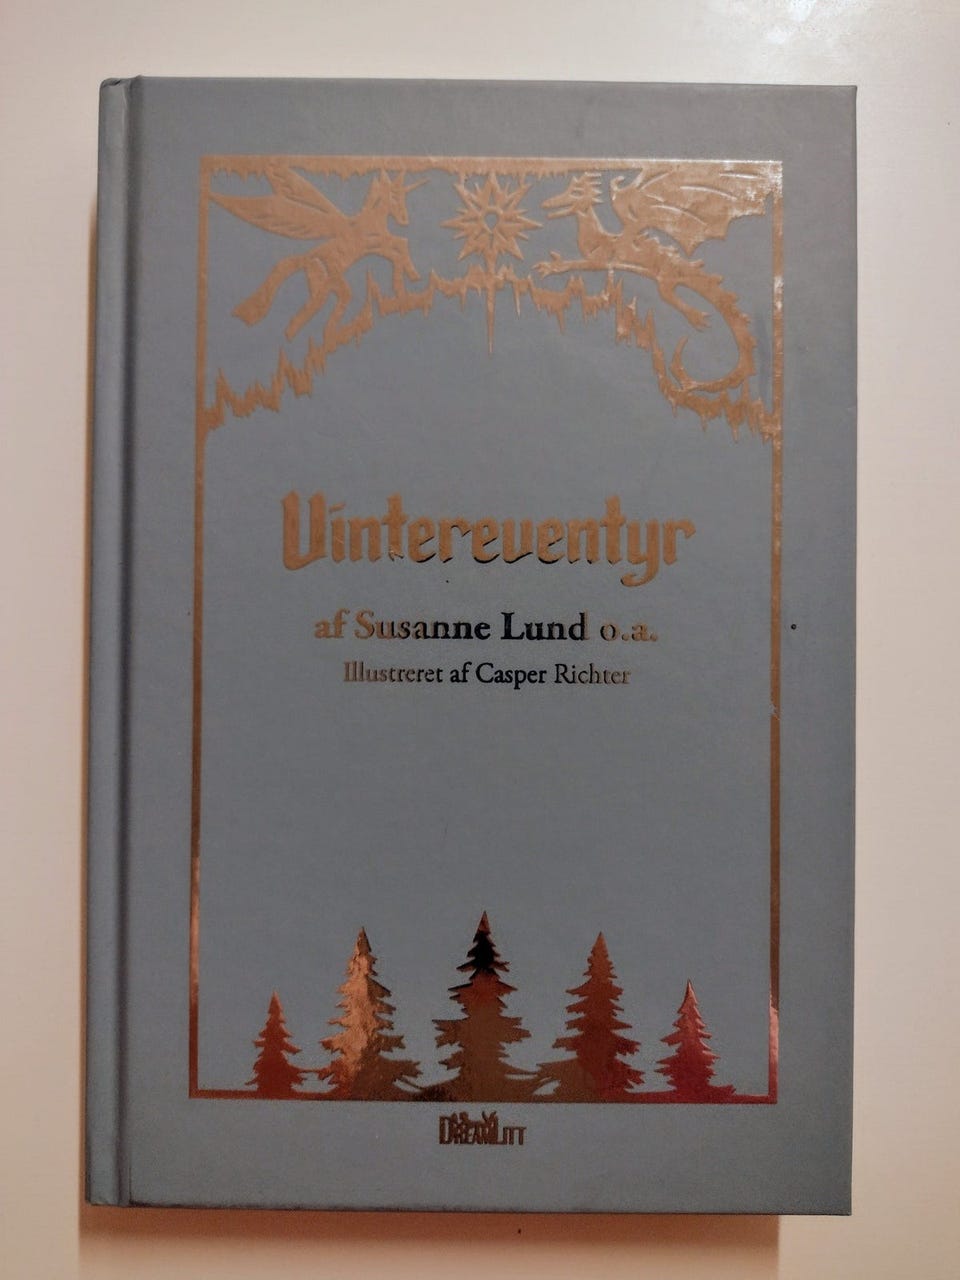 Vintereventyr
af Susanne Lund o.a.
Illustreret af Casper Richter
DREAMLITT